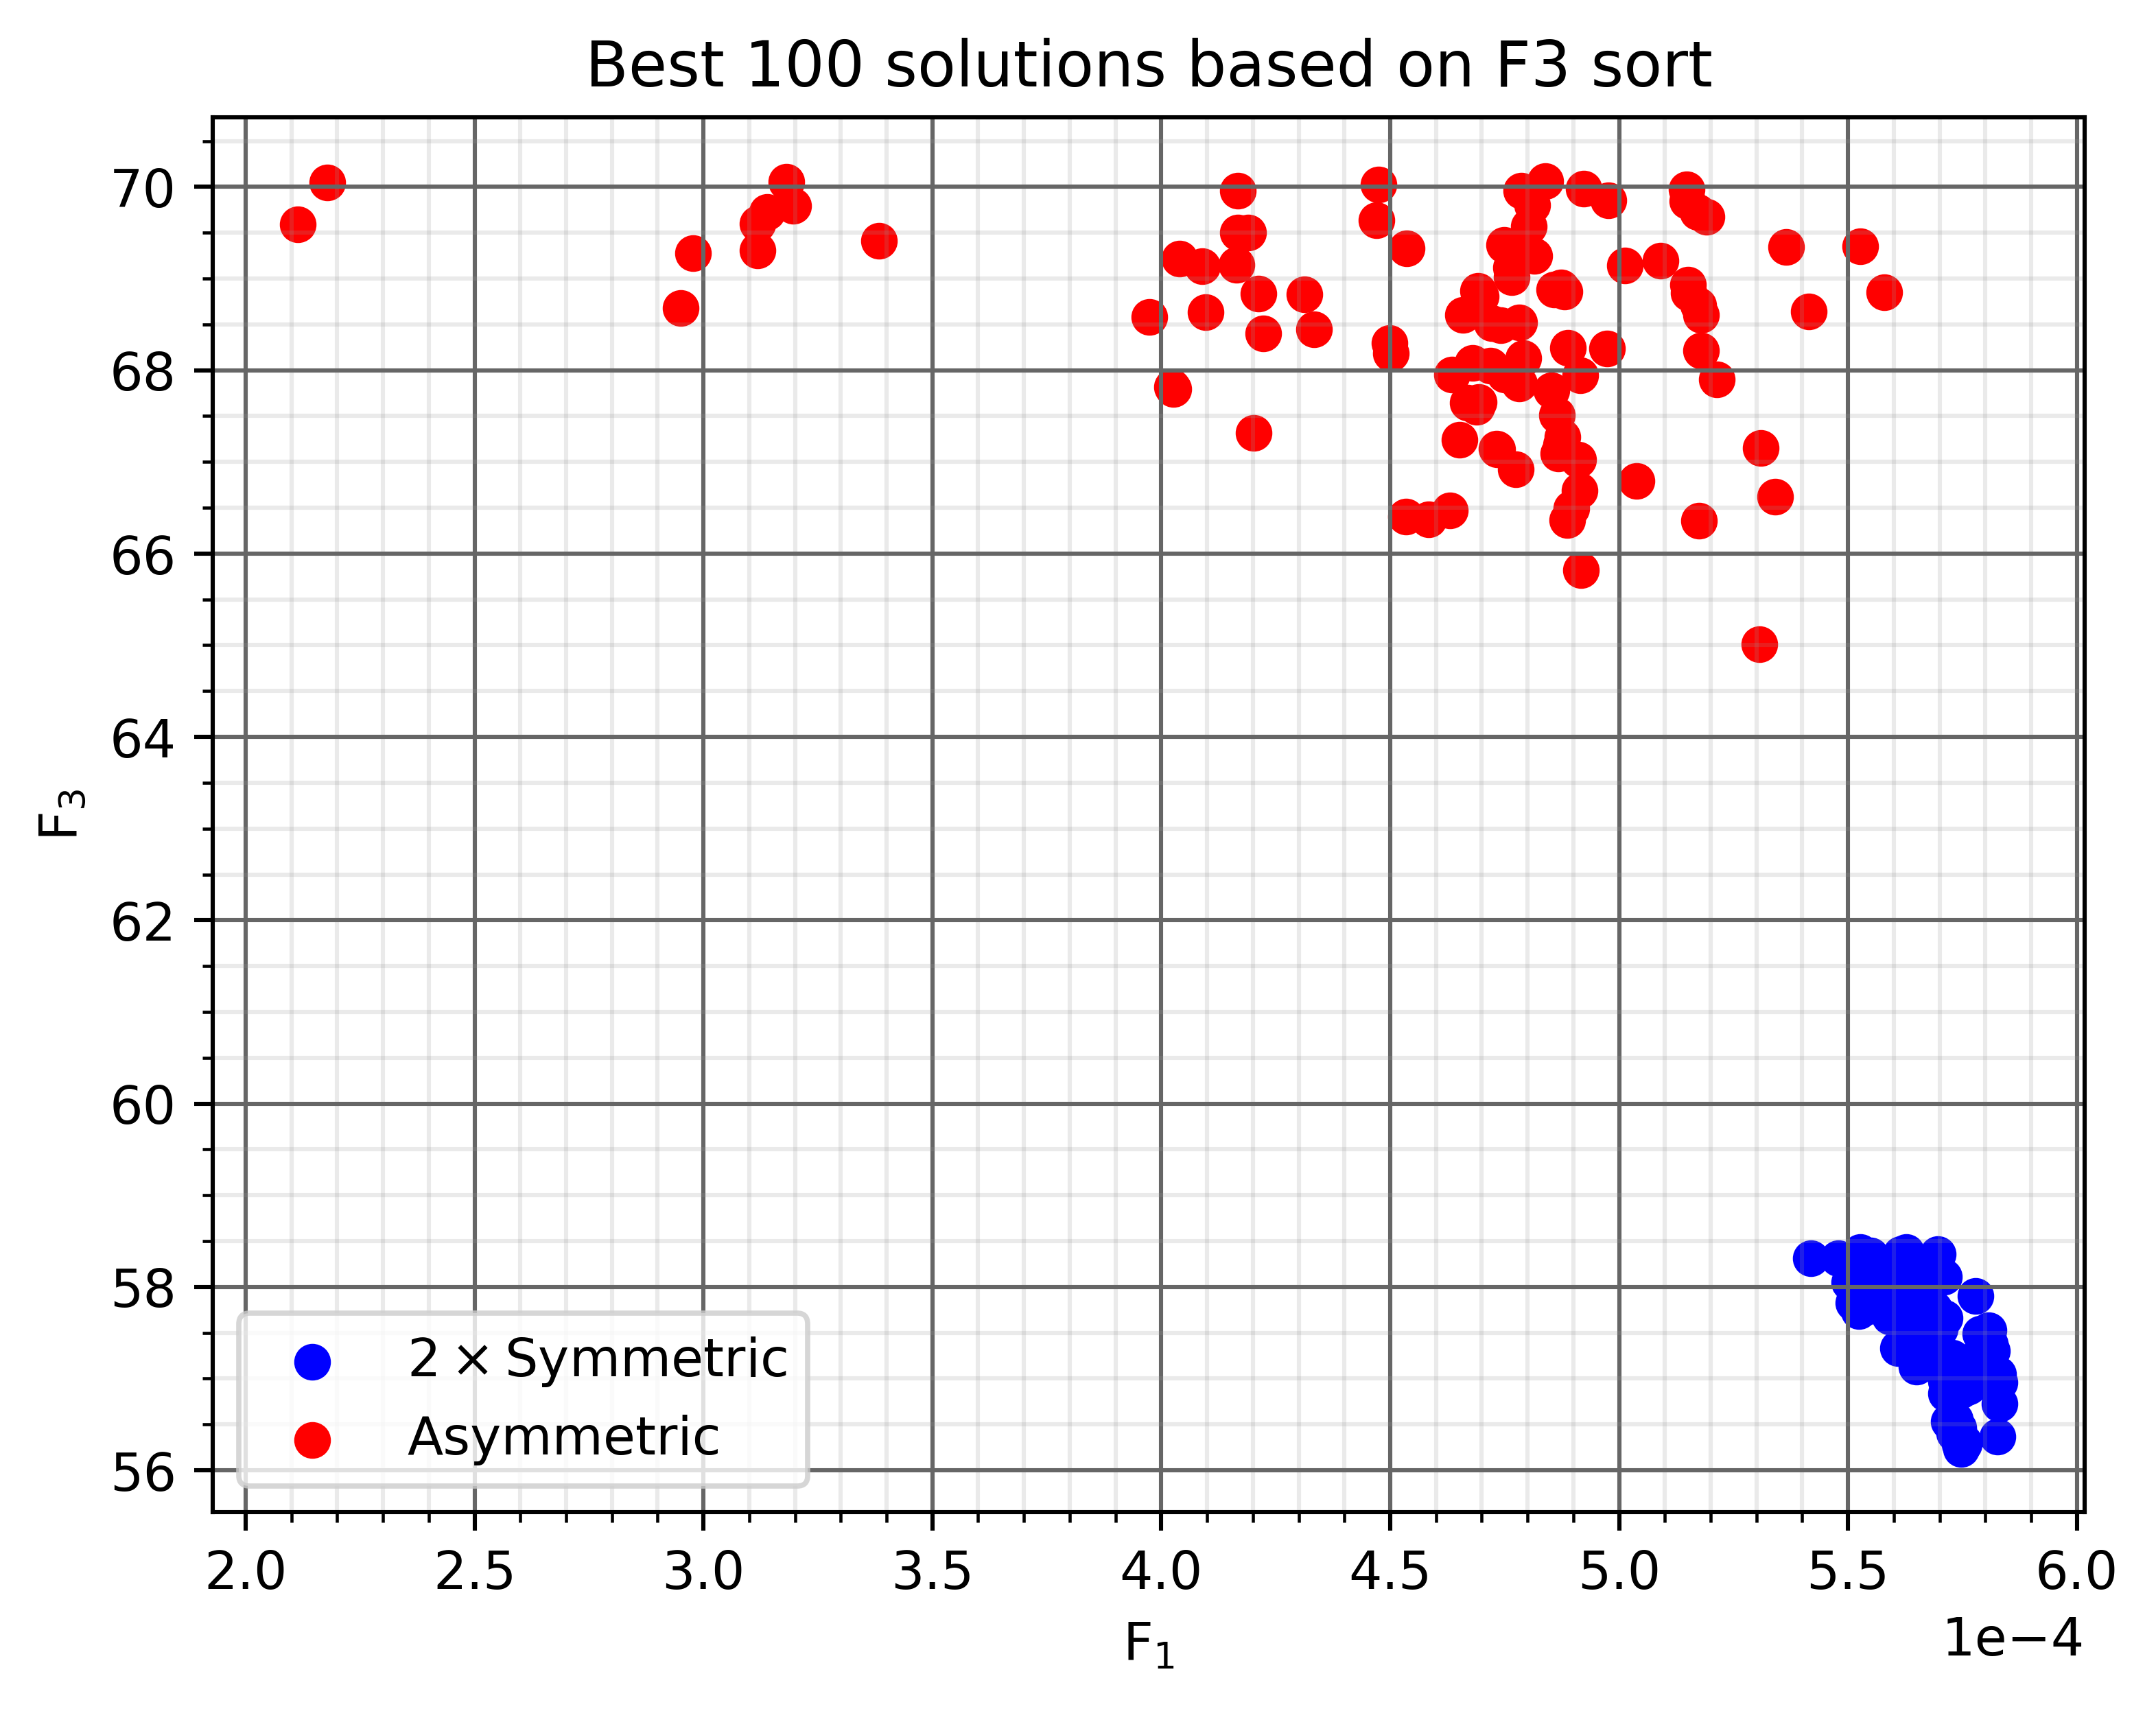 Best 100 solutions based on F3 sort
70
68
66
64
62
60
58
56
F₃
2 × Symmetric
Asymmetric
2.0 2.5 3.0 3.5 4.0 4.5 5.0 5.5 6.0
1e−4
F₁